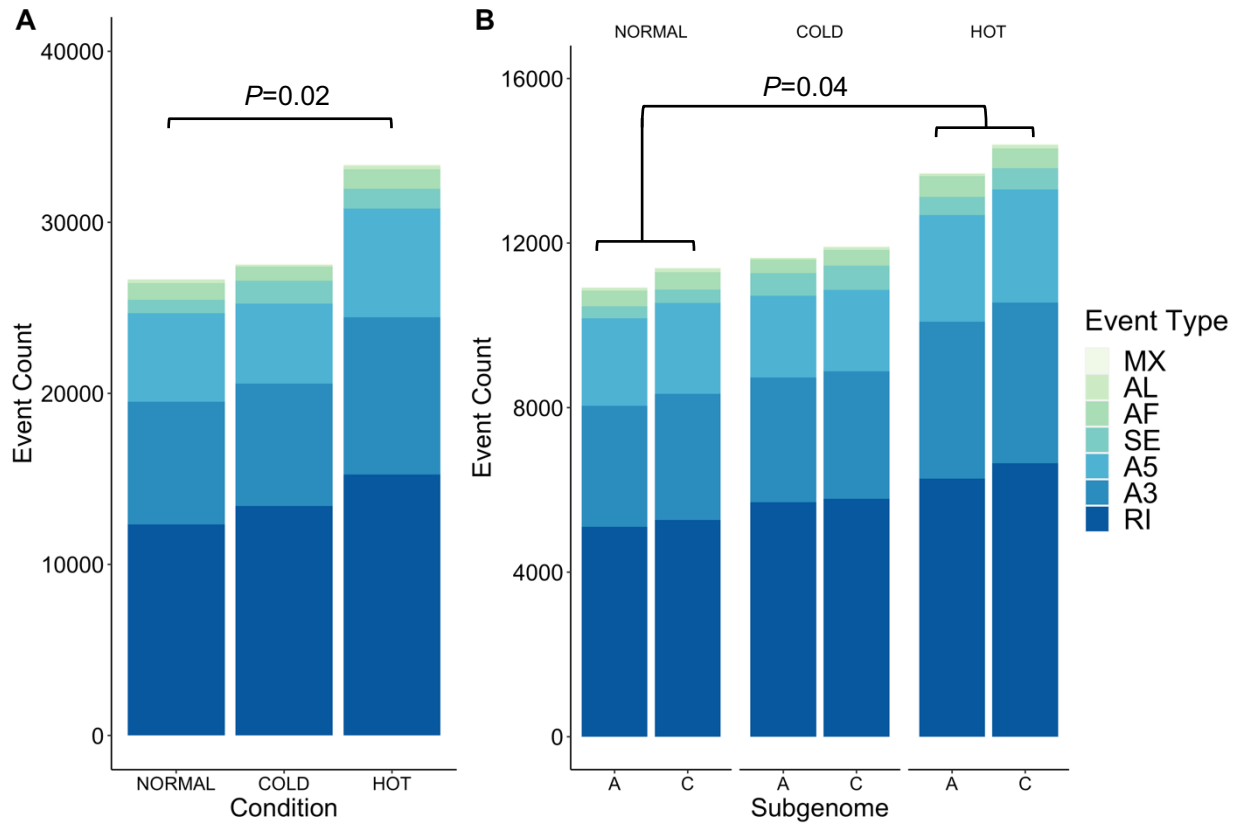 A
40000
30000
20000
10000
0
Event Count
P=0.02
NORMAL COLD HOT
Condition
B
NORMAL COLD HOT
16000
12000
8000
4000
0
Event Count
P=0.04
A C A C A C
Subgenome
Event Type
MX
AL
AF
SE
A5
A3
RI